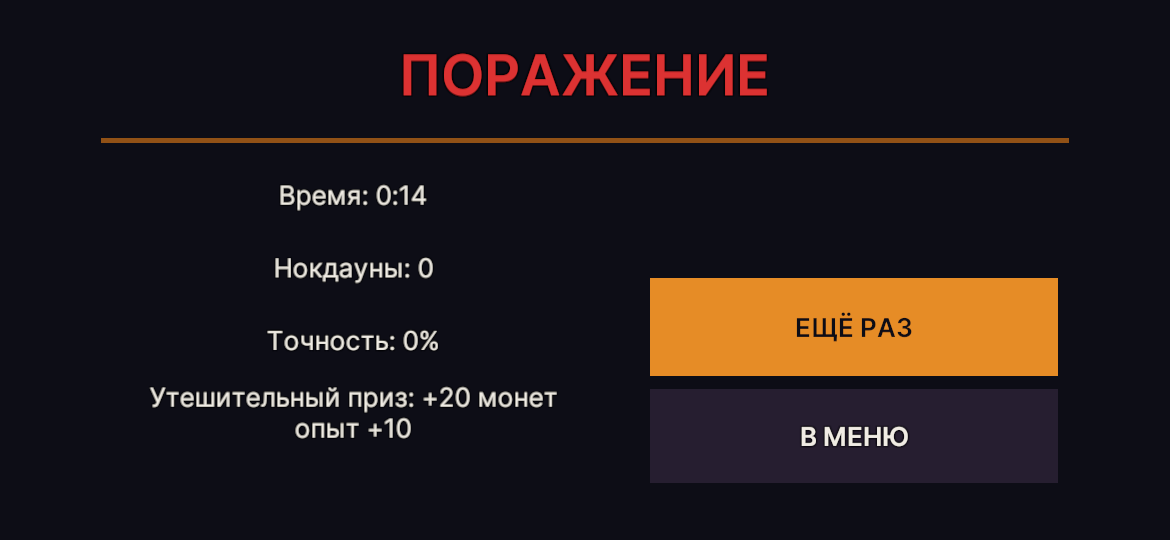 ПОРАЖЕНИЕ
Время: 0:14
Нокдауны: 0
Точность: 0%
Утешительный приз: +20 монет
опыт +10
ЕЩЁ РАЗ
В МЕНЮ